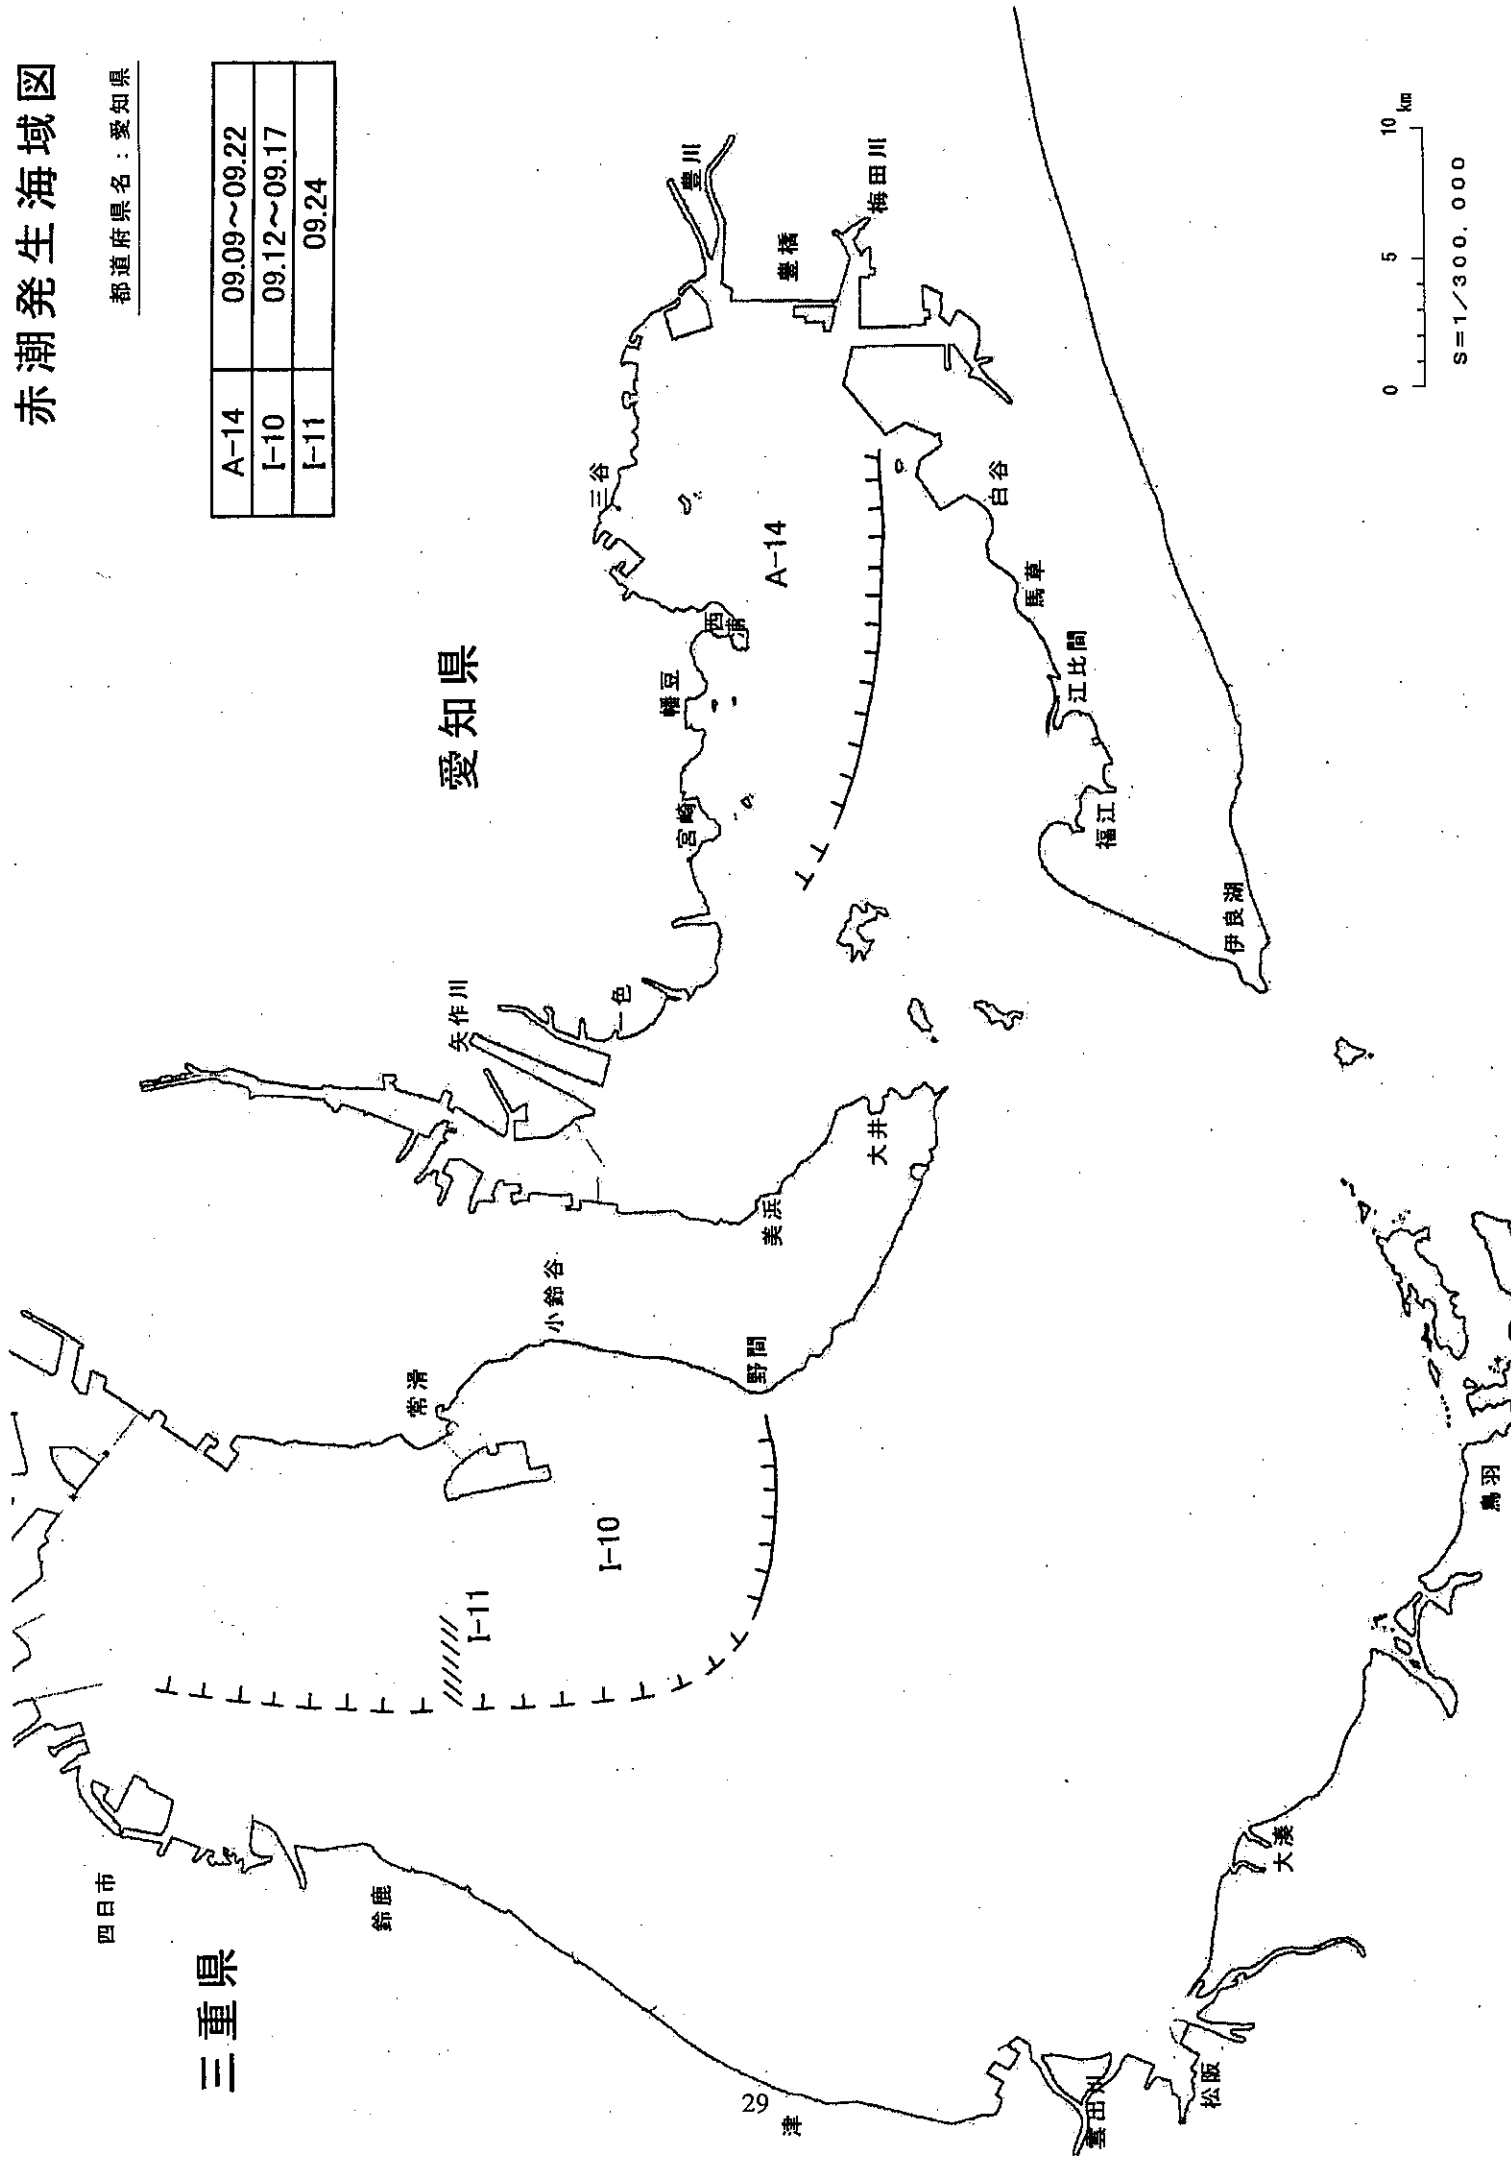 赤潮発生海域図
都道府県名：愛知県
A-14 09.09～09.22
I-10 09.12～09.17
I-11 09.24
愛知県
三重県
豊川
豊橋
梅田川
三谷
西浦
幡豆
宮崎
一色
矢作川
白谷
馬草
江比間
福江
伊良湖
大井
美浜
小鈴谷
野間
常滑
A-14
I-10
I-11
四日市
鈴鹿
津
雲出川
松阪
大湊
鳥羽
0 5 10 km
S=1/300.000
29